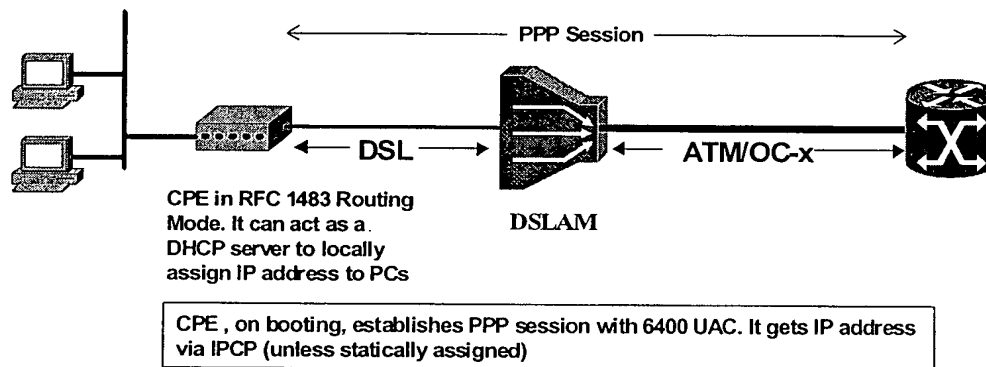 PPP Session
DSL
ATM/OC-x
CPE in RFC 1483 Routing
Mode. It can act as a
DHCP server to locally
assign IP address to PCs
DSLAM
CPE , on booting, establishes PPP session with 6400 UAC. It gets IP address
via IPCP (unless statically assigned)